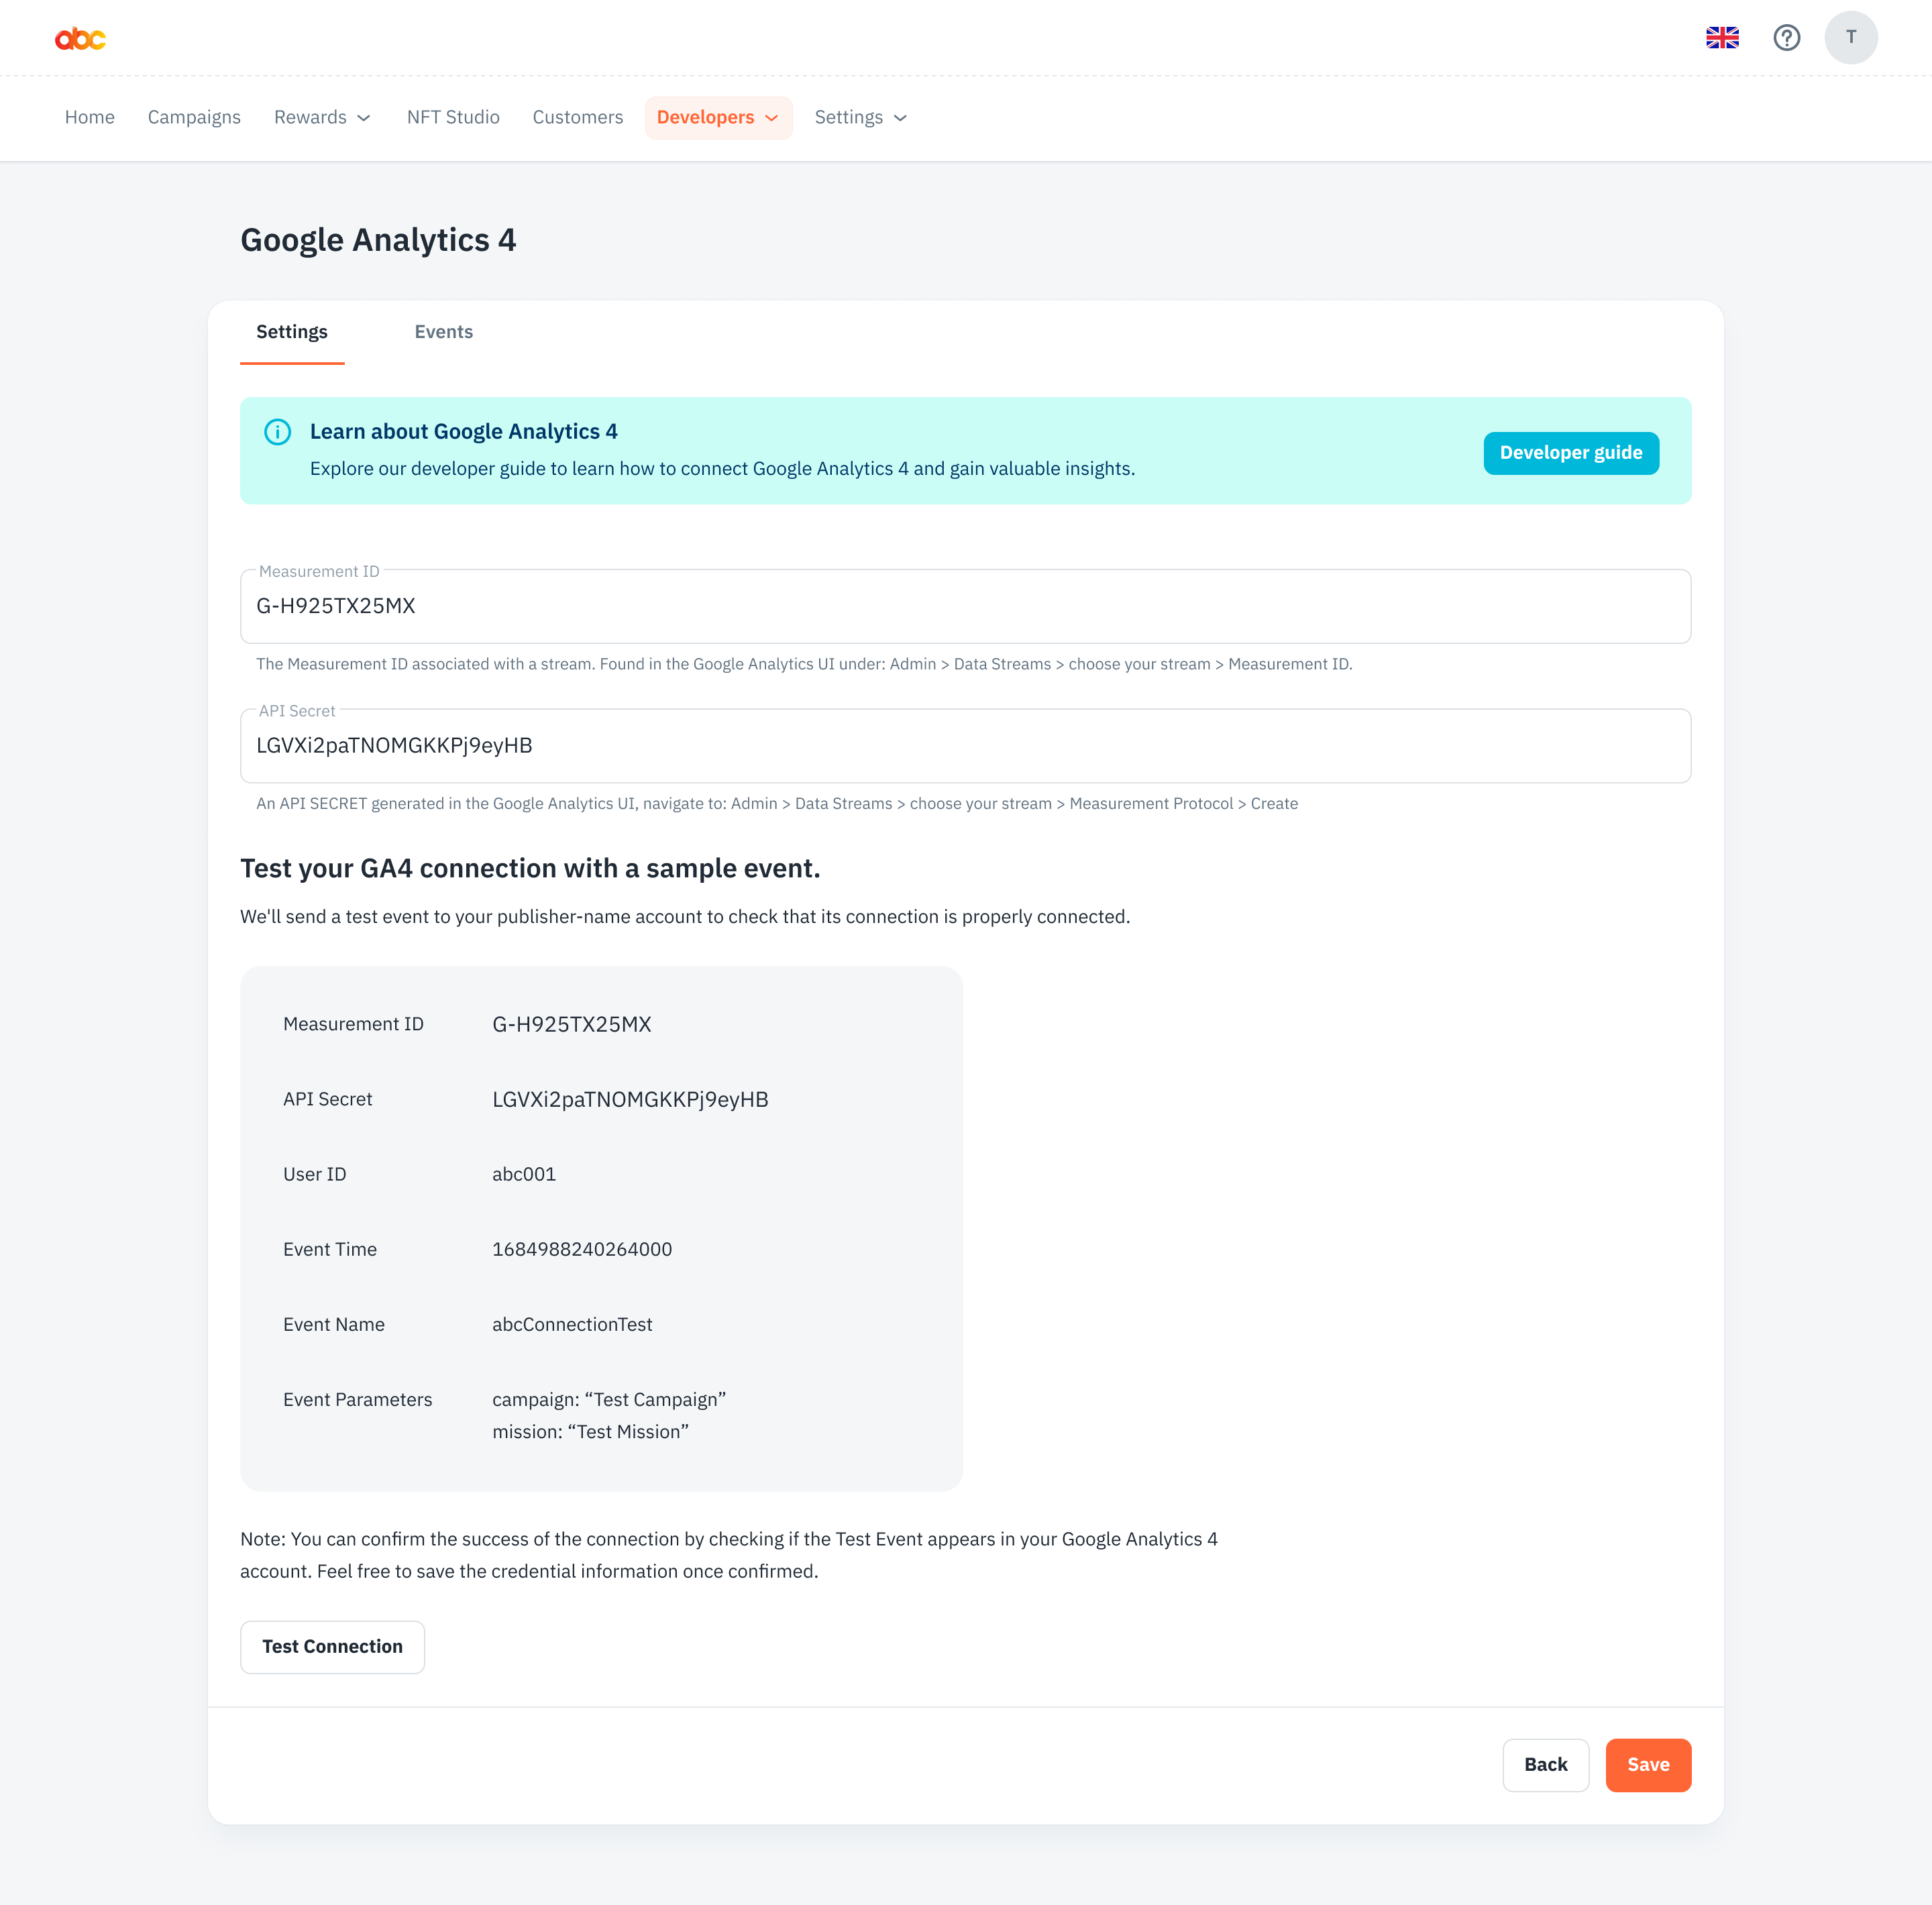 abc
T
Home Campaigns Rewards NFT Studio Customers Developers Settings
Google Analytics 4
Settings Events
Learn about Google Analytics 4
Explore our developer guide to learn how to connect Google Analytics 4 and gain valuable insights.
Developer guide
Measurement ID
G-H925TX25MX
The Measurement ID associated with a stream. Found in the Google Analytics UI under: Admin > Data Streams > choose your stream > Measurement ID.
API Secret
LGVXi2paTNOMGKKPj9eyHB
An API SECRET generated in the Google Analytics UI, navigate to: Admin > Data Streams > choose your stream > Measurement Protocol > Create
Test your GA4 connection with a sample event.
We'll send a test event to your publisher-name account to check that its connection is properly connected.
Measurement ID G-H925TX25MX
API Secret LGVXi2paTNOMGKKPj9eyHB
User ID abc001
Event Time 1684988240264000
Event Name abcConnectionTest
Event Parameters campaign: “Test Campaign”
mission: “Test Mission”
Note: You can confirm the success of the connection by checking if the Test Event appears in your Google Analytics 4
account. Feel free to save the credential information once confirmed.
Test Connection
Back Save